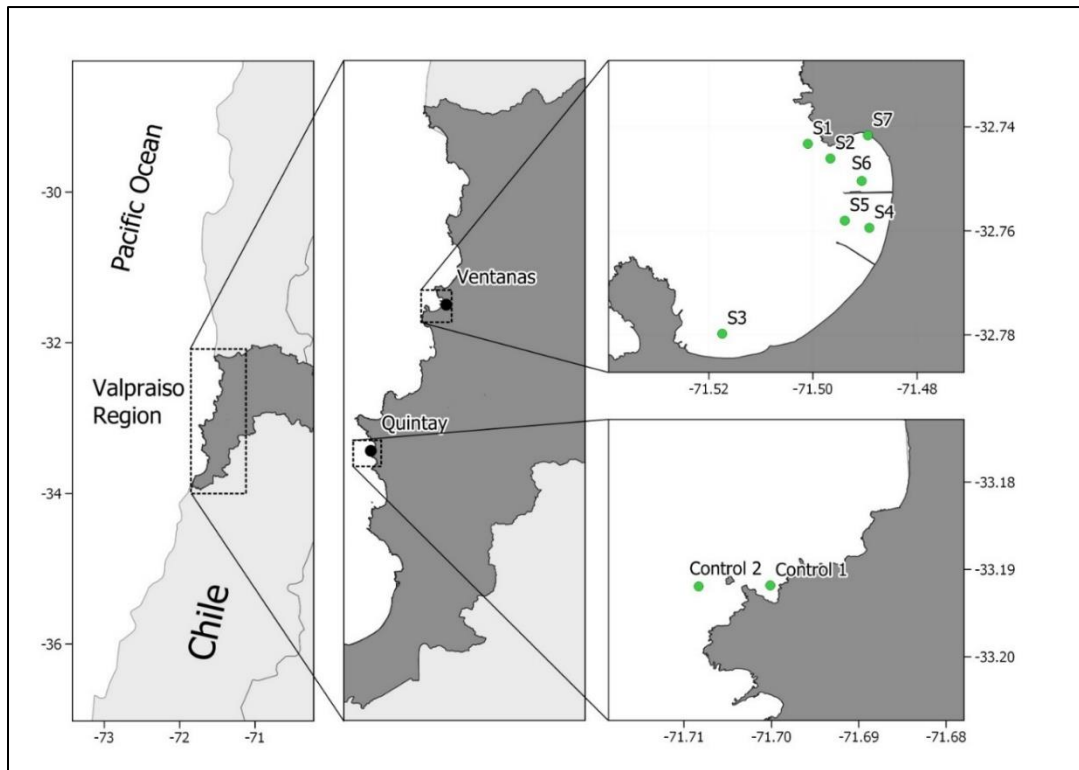 Pacific Ocean
Valpraiso
Region
Chile
-30
-32
-34
-36
-73
-72
-71
Ventanas
Quintay
S1
S2
S7
S6
S5
S4
S3
-32.74
-32.76
-32.78
-71.52
-71.50
-71.48
Control 2
Control 1
-33.18
-33.19
-33.20
-71.71
-71.70
-71.69
-71.68